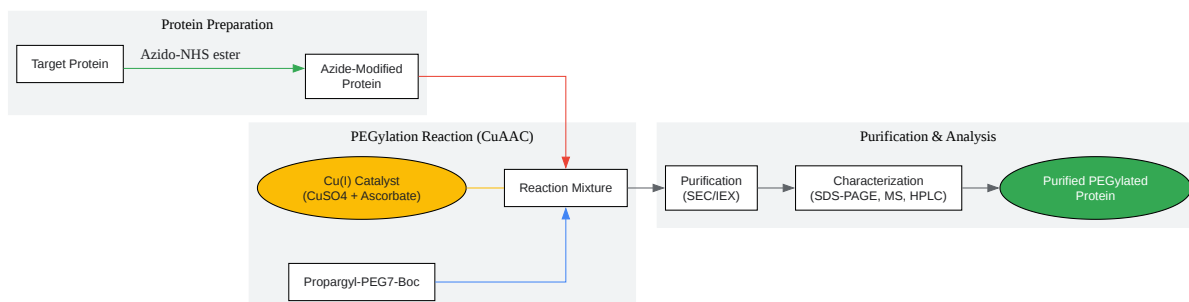 Protein Preparation
Target Protein
Azido-NHS ester
Azide-Modified
Protein
PEGylation Reaction (CuAAC)
Cu(I) Catalyst
(CuSO4 + Ascorbate)
Reaction Mixture
Propargyl-PEG7-Boc
Purification & Analysis
Purification
(SEC/IEX)
Characterization
(SDS-PAGE, MS, HPLC)
Purified PEGylated
Protein